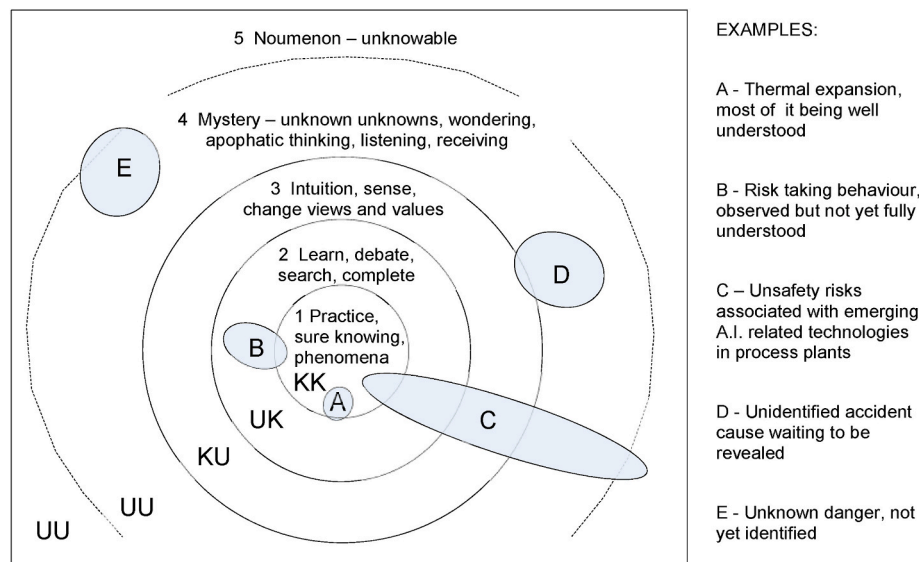 5 Noumenon – unknowable
4 Mystery – unknown unknowns, wondering,
apophatic thinking, listening, receiving
3 Intuition, sense,
change views and values
2 Learn, debate,
search, complete
1 Practice,
sure knowing,
phenomena
KK
UK
KU
UU
UU
A
B
C
D
E
EXAMPLES:
A - Thermal expansion,
most of it being well
understood
B - Risk taking behaviour,
observed but not yet fully
understood
C – Unsafety risks
associated with emerging
A.I. related technologies
in process plants
D - Unidentified accident
cause waiting to be
revealed
E - Unknown danger, not
yet identified